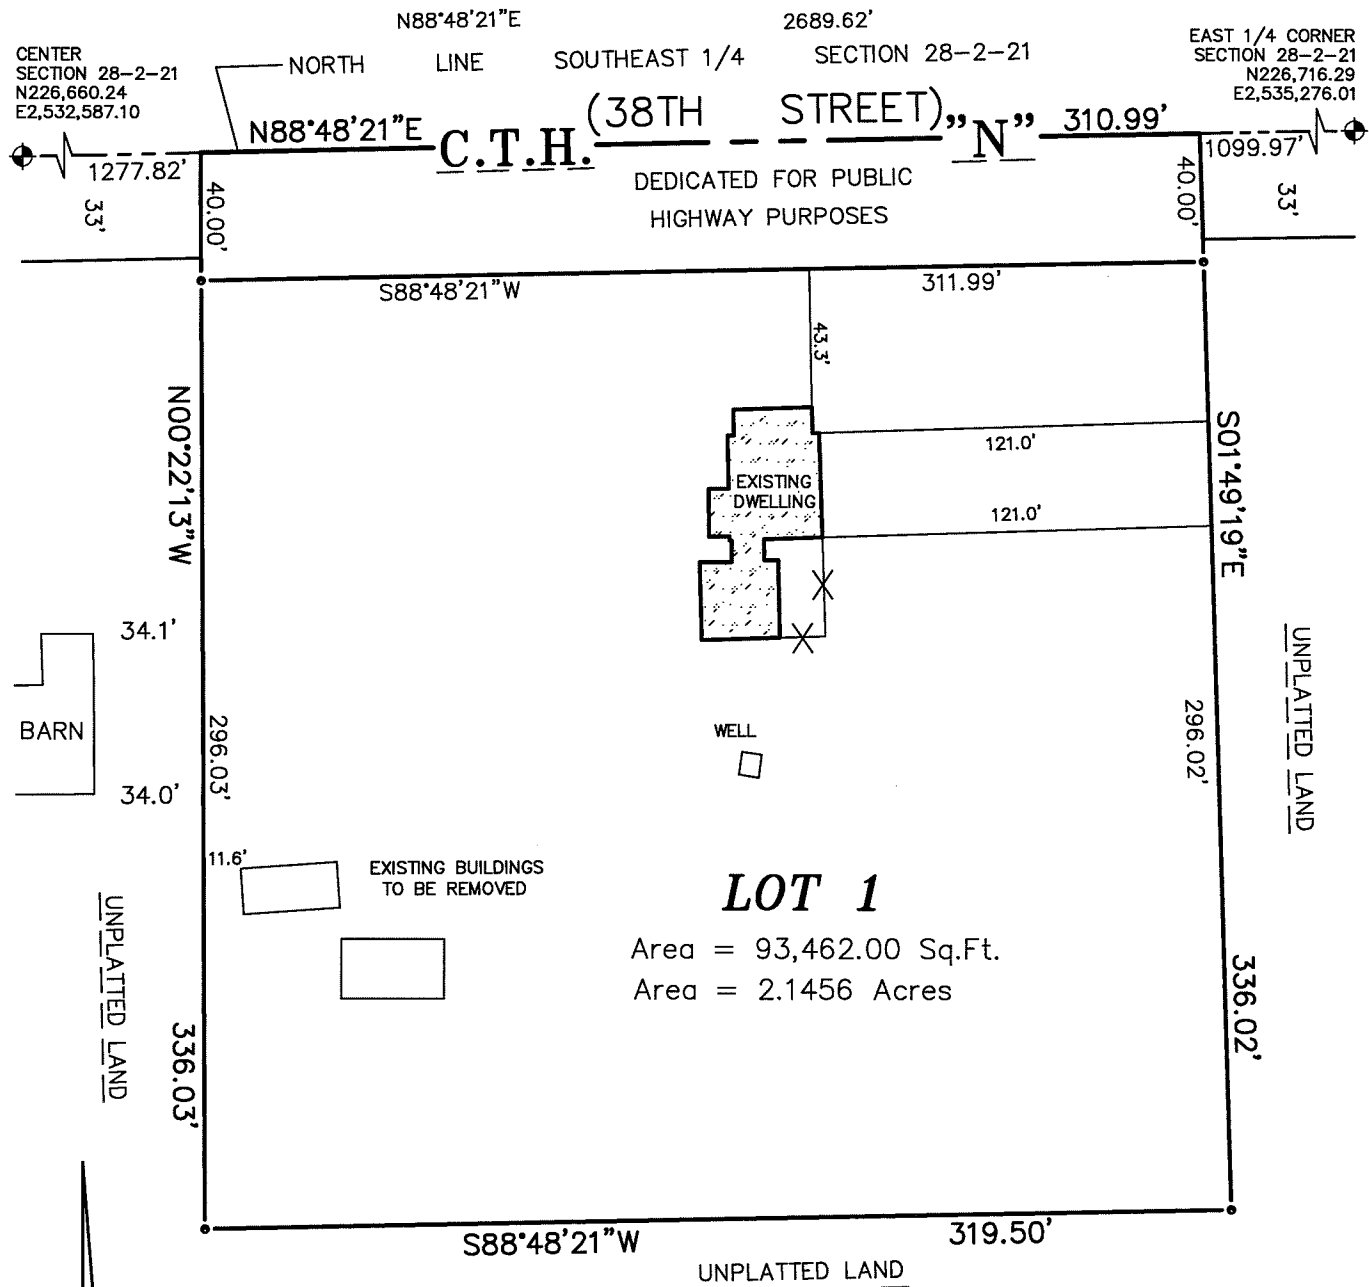 N88°48'21"E 2689.62'
CENTER
SECTION 28-2-21
N226,660.24
E2,532,587.10
NORTH LINE SOUTHEAST 1/4 SECTION 28-2-21
EAST 1/4 CORNER
SECTION 28-2-21
N226,716.29
E2,535,276.01
N88°48'21"E C.T.H. (38TH STREET) "N" 310.99'
1277.82'
1099.97'
33'
40.00'
DEDICATED FOR PUBLIC
HIGHWAY PURPOSES
40.00'
33'
S88°48'21"W 311.99'
43.3'
N00°22'13"W
121.0'
S01°49'19"E
EXISTING
DWELLING
121.0'
34.1'
BARN
34.0'
296.03'
WELL
296.02'
UNPLATTED LAND
11.6'
EXISTING BUILDINGS
TO BE REMOVED
LOT 1
Area = 93,462.00 Sq.Ft.
Area = 2.1456 Acres
UNPLATTED LAND
336.03'
336.02'
S88°48'21"W 319.50'
UNPLATTED LAND